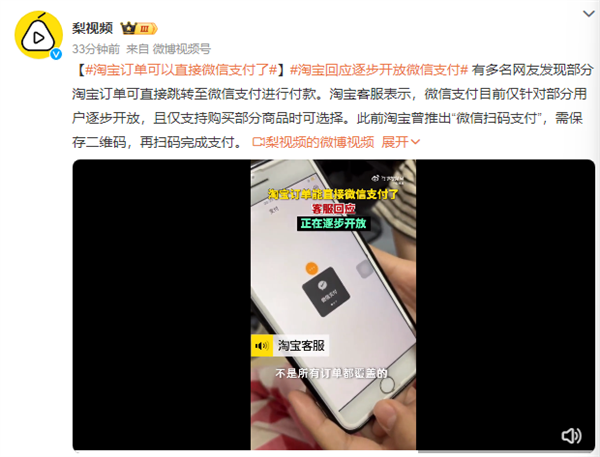 梨视频 III
33分钟前 来自 微博视频号
【#淘宝订单可以直接微信支付了#】#淘宝回应逐步开放微信支付# 有多名网友发现部分
淘宝订单可直接跳转至微信支付进行付款。淘宝客服表示，微信支付目前仅针对部分用
户逐步开放，且仅支持购买部分商品时可选择。此前淘宝曾推出“微信扫码支付”，需保
存二维码，再扫码完成支付。 梨视频的微博视频 展开
淘宝订单能直接微信支付了
客服回应
正在逐步开放
支付
微信支付
淘宝客服
不是所有订单都覆盖的